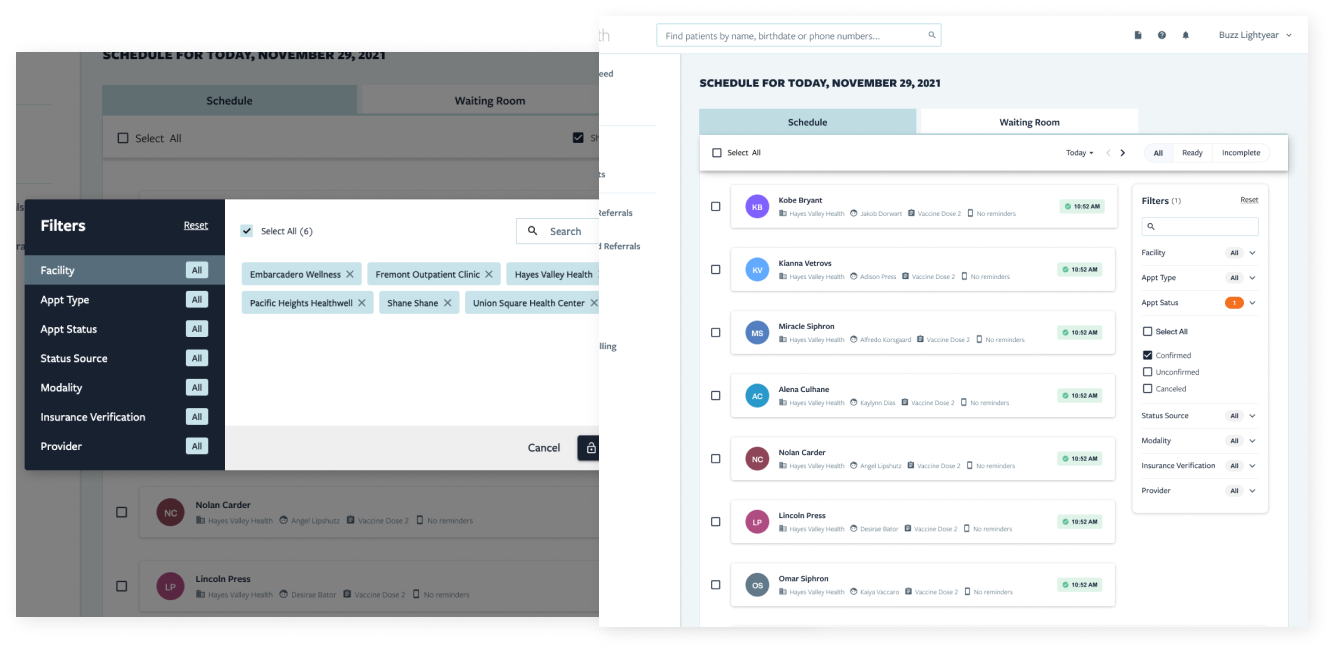 SCHEDULE FOR TODAY, NOVEMBER 29, 2021
Schedule Waiting Room
Select All
Filters Reset
Facility All
Appt Type All
Appt Status All
Status Source All
Modality All
Insurance Verification All
Provider All
Select All (6) Search
Embarcadero Wellness Fremont Outpatient Clinic Hayes Valley Health
Pacific Heights Healthwell Shane Shane Union Square Health Center
Cancel
NC Nolan Carder
Hayes Valley Health Angel Lipshutz Vaccine Dose 2 No reminders
LP Lincoln Press
Hayes Valley Health Desirae Bator Vaccine Dose 2 No reminders
th Find patients by name, birthdate or phone numbers... Buzz Lightyear
eed
ts
Referrals
d Referrals
lling
SCHEDULE FOR TODAY, NOVEMBER 29, 2021
Schedule Waiting Room
Select All Today All Ready Incomplete
KB Kobe Bryant
Hayes Valley Health Jakob Dorwart Vaccine Dose 2 No reminders
10:52 AM
KV Kianna Vetrovs
Hayes Valley Health Adison Press Vaccine Dose 2 No reminders
10:52 AM
MS Miracle Siphron
Hayes Valley Health Alfredo Korsgaard Vaccine Dose 2 No reminders
10:52 AM
AC Alena Culhane
Hayes Valley Health Kaylynn Dias Vaccine Dose 2 No reminders
10:52 AM
NC Nolan Carder
Hayes Valley Health Angel Lipshutz Vaccine Dose 2 No reminders
10:52 AM
LP Lincoln Press
Hayes Valley Health Desirae Bator Vaccine Dose 2 No reminders
10:52 AM
OS Omar Siphron
Hayes Valley Health Kaiya Vaccaro Vaccine Dose 2 No reminders
10:52 AM
Filters (1) Reset
Facility All
Appt Type All
Appt Satus 1
Select All
Confirmed
Unconfirmed
Canceled
Status Source All
Modality All
Insurance Verification All
Provider All